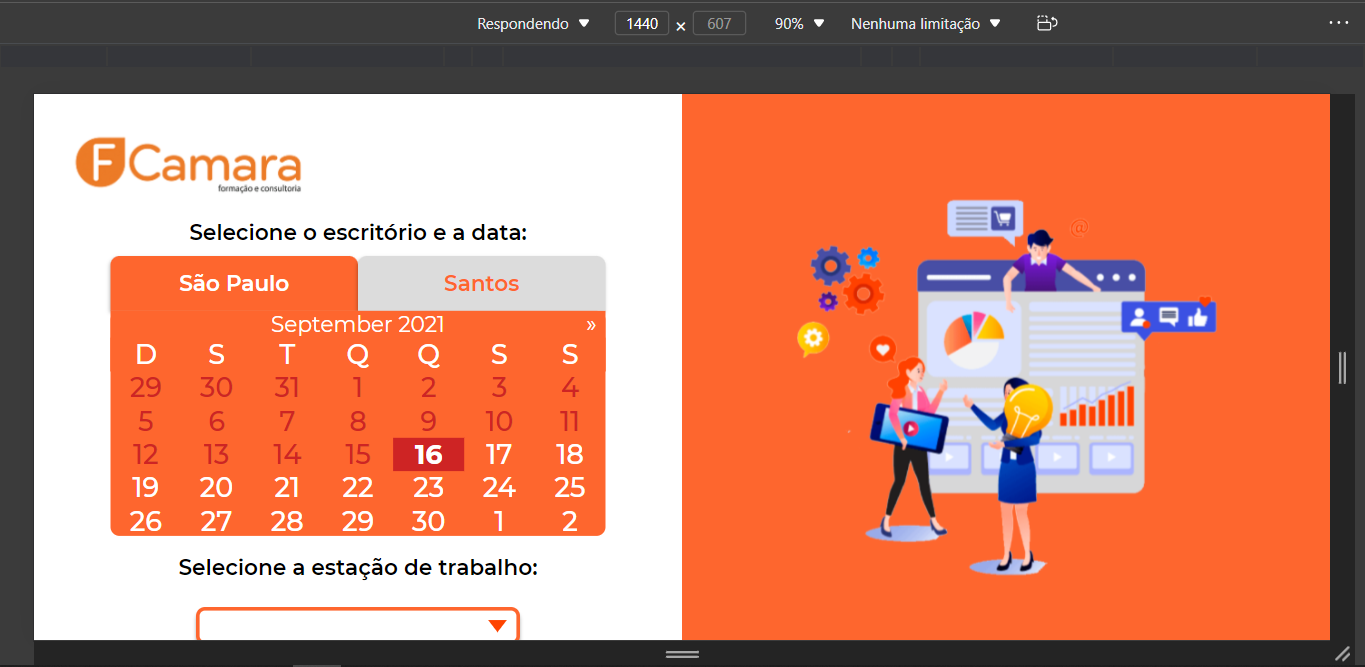 Respondendo 1440 × 607 90% Nenhuma limitação ...
F Camara
formação e consultoria
Selecione o escritório e a data:
São Paulo Santos
September 2021 »
D S T Q Q S S
29 30 31 1 2 3 4
5 6 7 8 9 10 11
12 13 14 15 16 17 18
19 20 21 22 23 24 25
26 27 28 29 30 1 2
Selecione a estação de trabalho:
@